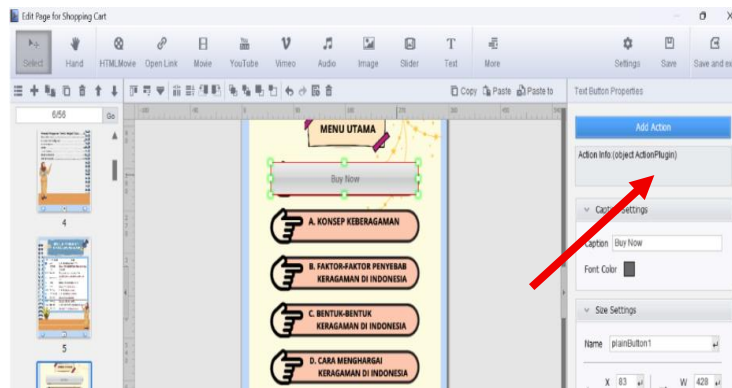 Edit Page for Shopping Cart
Select Hand HTMLMovie Open Link Movie YouTube Vimeo Audio Image Slider Text More Settings Save Save and ex
Copy Paste Paste to
Text Button Properties
6/56 Go
MENU UTAMA
Add Action
Action Info:(object ActionPlugin)
Buy Now
Caption Settings
4
A. KONSEP KEBERAGAMAN
Caption Buy Now
Font Color
B. FAKTOR-FAKTOR PENYEBAB
KERAGAMAN DI INDONESIA
Size Settings
C. BENTUK-BENTUK
KERAGAMAN DI INDONESIA
Name plainButton1
5
D. CARA MENGHARGAI
KERAGAMAN DI INDONESIA
X 83 W 428